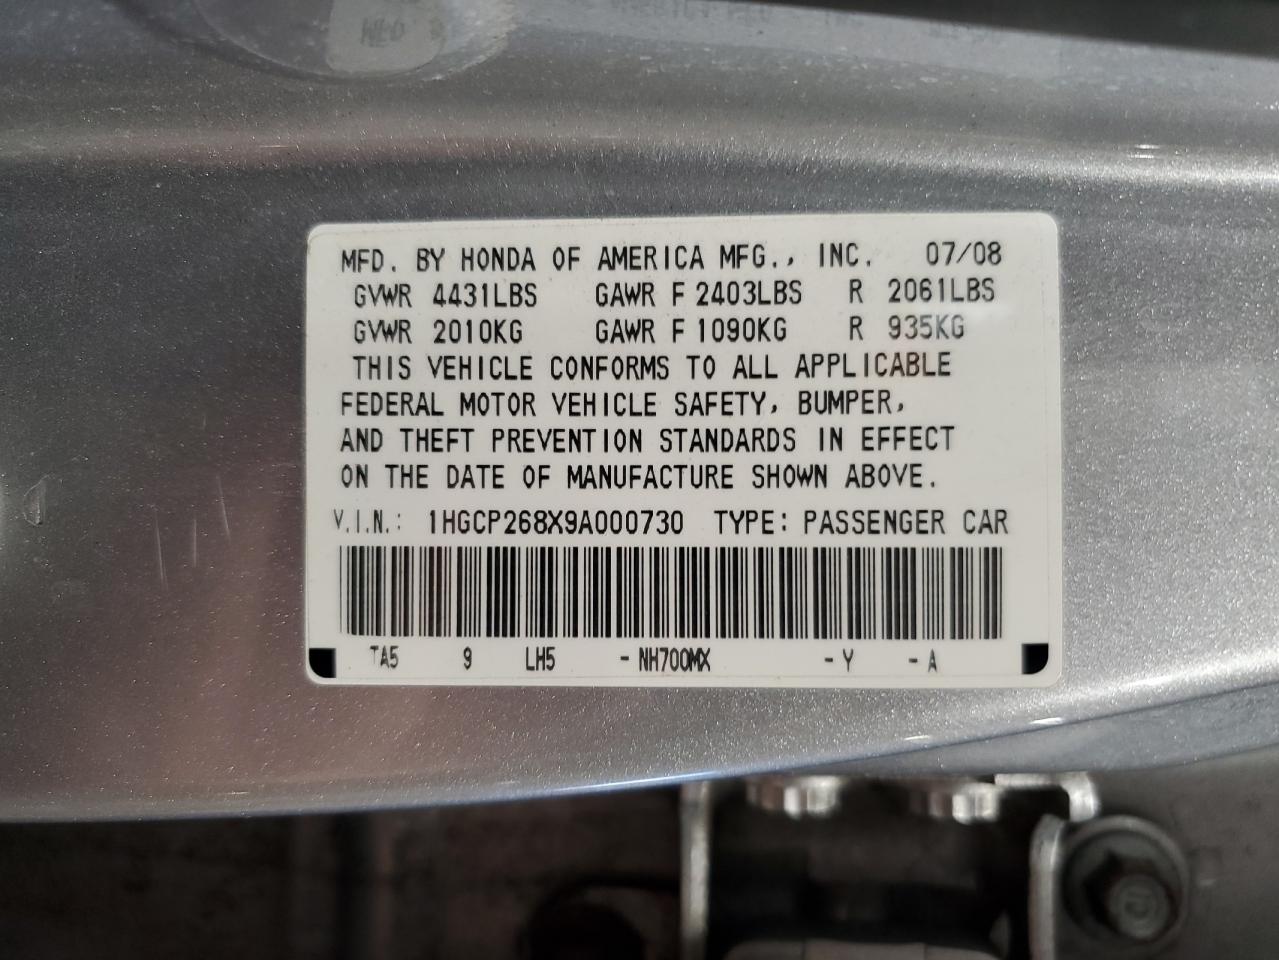 MFD. BY HONDA OF AMERICA MFG., INC. 07/08
GVWR 4431LBS GAWR F 2403LBS R 2061LBS
GVWR 2010KG GAWR F 1090KG R 935KG
THIS VEHICLE CONFORMS TO ALL APPLICABLE
FEDERAL MOTOR VEHICLE SAFETY, BUMPER,
AND THEFT PREVENTION STANDARDS IN EFFECT
ON THE DATE OF MANUFACTURE SHOWN ABOVE.
V.I.N.: 1HGCP268X9A000730 TYPE: PASSENGER CAR
TA5 9 LH5 - NH700MX - Y - A